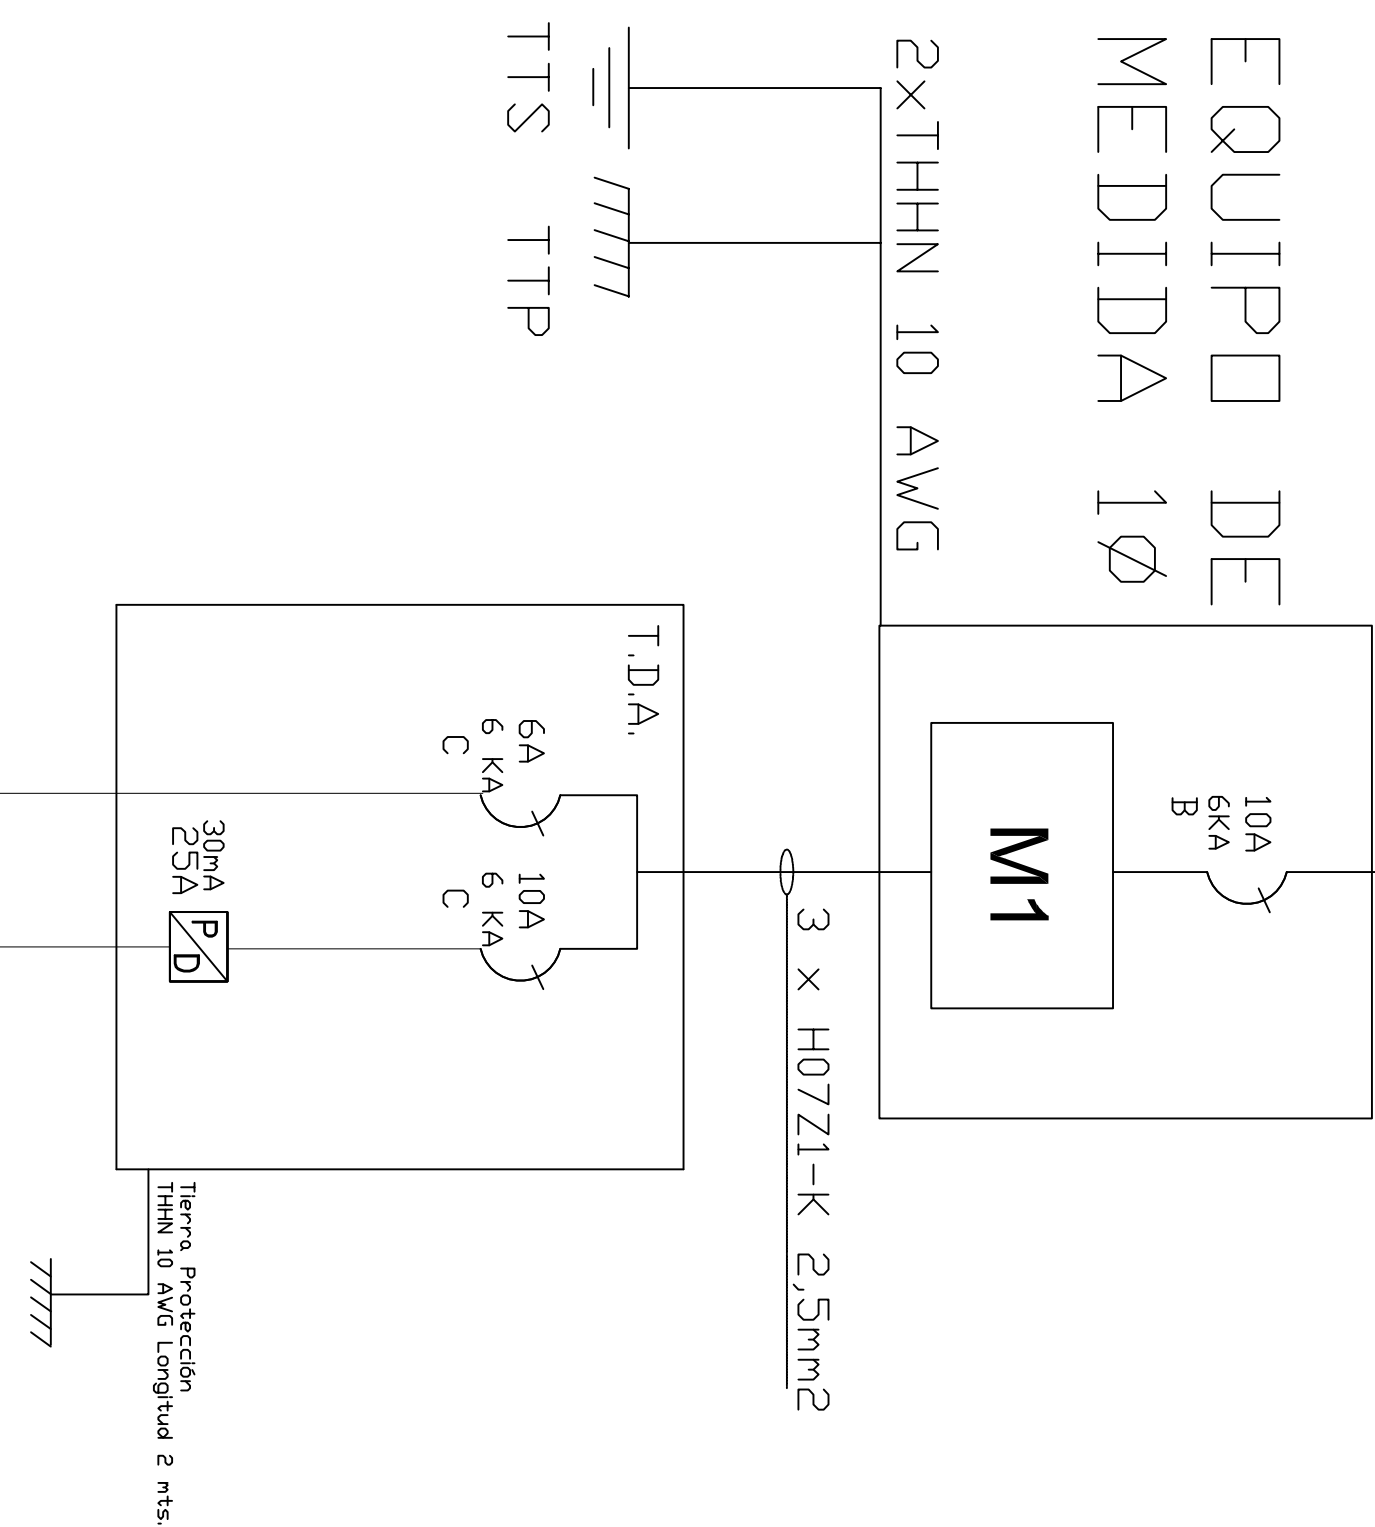 EQUIPO DE
MEDIDA 1Ø
10A
6KA
B
M1
2xTHHN 10 AWG
TTS
TTP
3 x H07Z1-K 2,5mm2
T.D.A.
6A
6 KA
C
10A
6 KA
C
30mA
25A
P
D
Tierra Protección
THHN 10 AWG Longitud 2 mts.